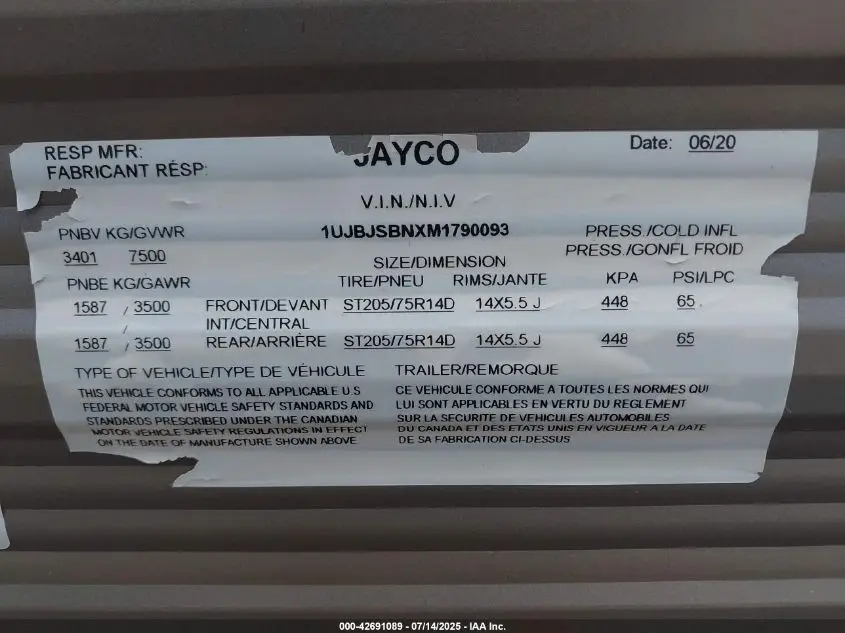 RESP MFR: JAYCO Date: 06/20
FABRICANT RÉSP:
V.I.N./N.I.V
PNBV KG/GVWR 1UJBJSBNXM1790093 PRESS./COLD INFL
3401 7500 SIZE/DIMENSION PRESS./GONFL FROID
PNBE KG/GAWR TIRE/PNEU RIMS/JANTE KPA PSI/LPC
1587 / 3500 FRONT/DEVANT ST205/75R14D 14X5.5 J 448 65
/ INT/CENTRAL
1587 / 3500 REAR/ARRIÈRE ST205/75R14D 14X5.5 J 448 65
TYPE OF VEHICLE/TYPE DE VÉHICULE TRAILER/REMORQUE
THIS VEHICLE CONFORMS TO ALL APPLICABLE U.S CE VEHICULE CONFORME A TOUTES LES NORMES QUI
FEDERAL MOTOR VEHICLE SAFETY STANDARDS AND LUI SONT APPLICABLES EN VERTU DU REGLEMENT
STANDARDS PRESCRIBED UNDER THE CANADIAN SUR LA SECURITE DE VEHICULES AUTOMOBILES
MOTOR VEHICLE SAFETY REGULATIONS IN EFFECT DU CANADA ET DES ETATS UNIS EN VIGUEUR A LA DATE
ON THE DATE OF MANUFACTURE SHOWN ABOVE DE SA FABRICATION CI-DESSUS
000-42691089 - 07/14/2025 - IAA Inc.